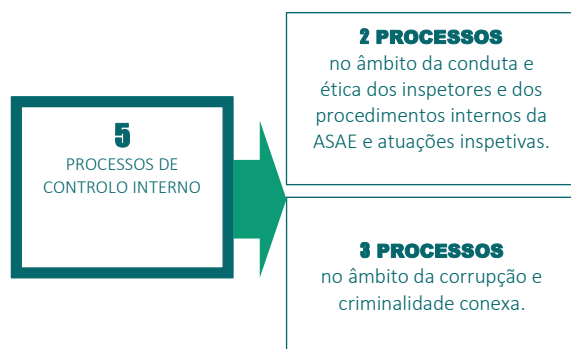 5
PROCESSOS DE
CONTROLO INTERNO
2 PROCESSOS
no âmbito da conduta e
ética dos inspetores e dos
procedimentos internos da
ASAE e atuações inspetivas.
3 PROCESSOS
no âmbito da corrupção e
criminalidade conexa.